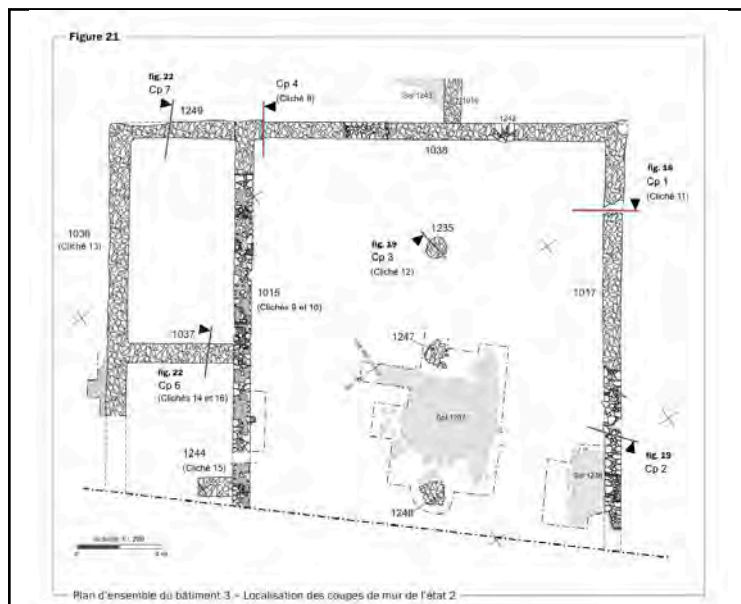 Figure 21
fig. 22
Cp 7
1249
Cp 4
(Cliché 8)
Sol 1243
1242
1038
fig. 16
Cp 1
(Cliché 11)
1036
(Cliché 13)
1235
fig. 19
Cp 3
(Cliché 12)
1015
(Clichés 9 et 10)
1017
1037
1247
fig. 22
Cp 6
(Clichés 14 et 16)
1244
(Cliché 15)
fig. 19
Cp 2
1248
Plan d'ensemble du bâtiment 3 – Localisation des coupes de mur de l'état 2